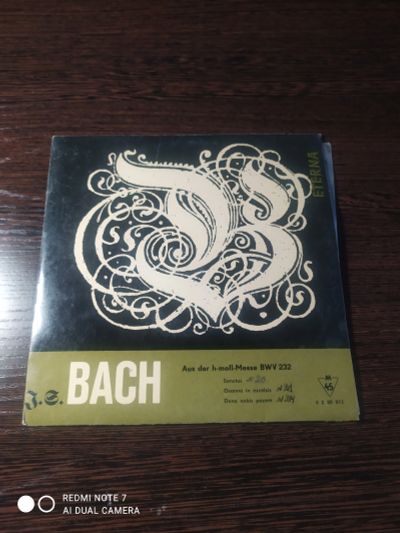 ETERNA
J.S. BACH
Aus der h-moll-Messe BWV 232
Sanctus
Osanna in excelsis
Dona nobis pacem
M
45
REDMI NOTE 7
AI DUAL CAMERA